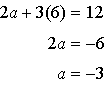 2a + 3(6) = 12
2a = −6
a = −3